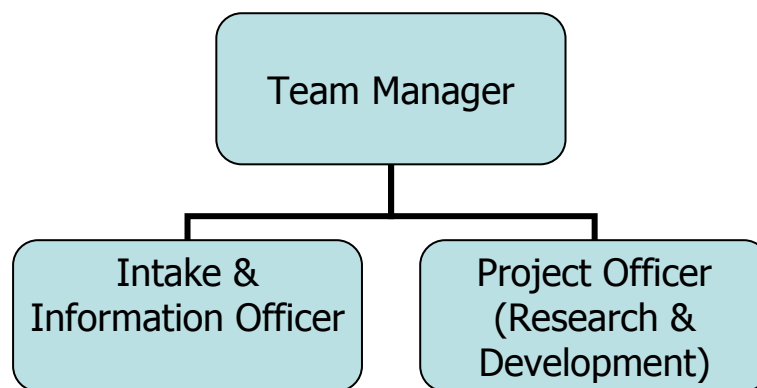 Team Manager
Intake &
Information Officer
Project Officer
(Research &
Development)